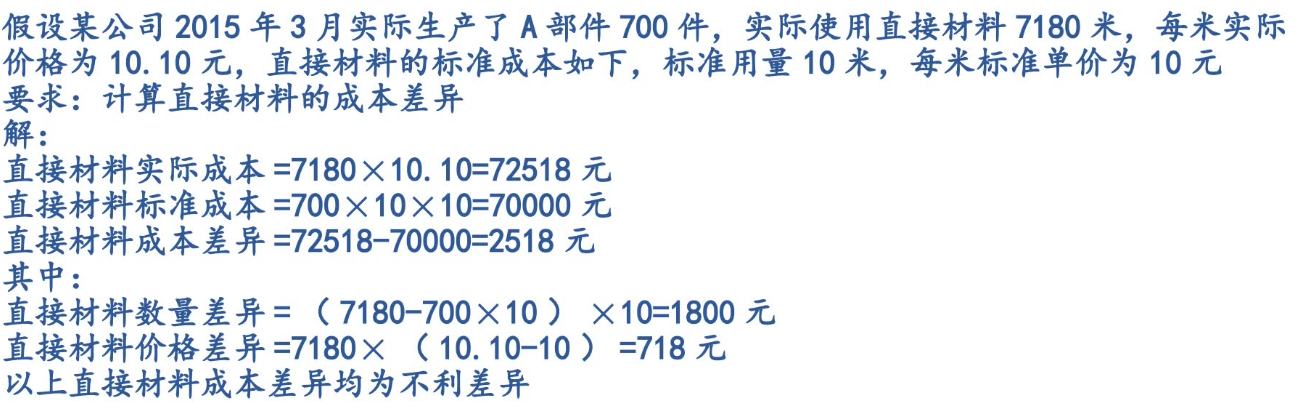 假设某公司 2015 年 3 月实际生产了 A 部件 700 件，实际使用直接材料 7180 米，每米实际
价格为 10.10 元，直接材料的标准成本如下，标准用量 10 米，每米标准单价为 10 元
要求：计算直接材料的成本差异
解：
直接材料实际成本 =7180×10.10=72518 元
直接材料标准成本 =700×10×10=70000 元
直接材料成本差异 =72518-70000=2518 元
其中：
直接材料数量差异 = （ 7180-700×10 ） ×10=1800 元
直接材料价格差异 =7180× （ 10.10-10 ） =718 元
以上直接材料成本差异均为不利差异